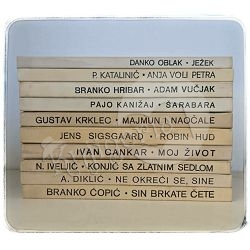 DANKO OBLAK · JEŽEK
P. KATALINIĆ · ANJA VOLI PETRA
BRANKO HRIBAR · ADAM VUČJAK
PAJO KANIŽAJ · ŠARABARA
GUSTAV KRKLEC · MAJMUN I NAOČALE
JENS SIGSGAARD · ROBIN HUD
IVAN CANKAR · MOJ ŽIVOT
N. IVELJIĆ · KONJIĆ SA ZLATNIM SEDLOM
A. DIKLIĆ · NE OKREĆI SE, SINE
BRANKO ĆOPIĆ · SIN BRKATE ČETE